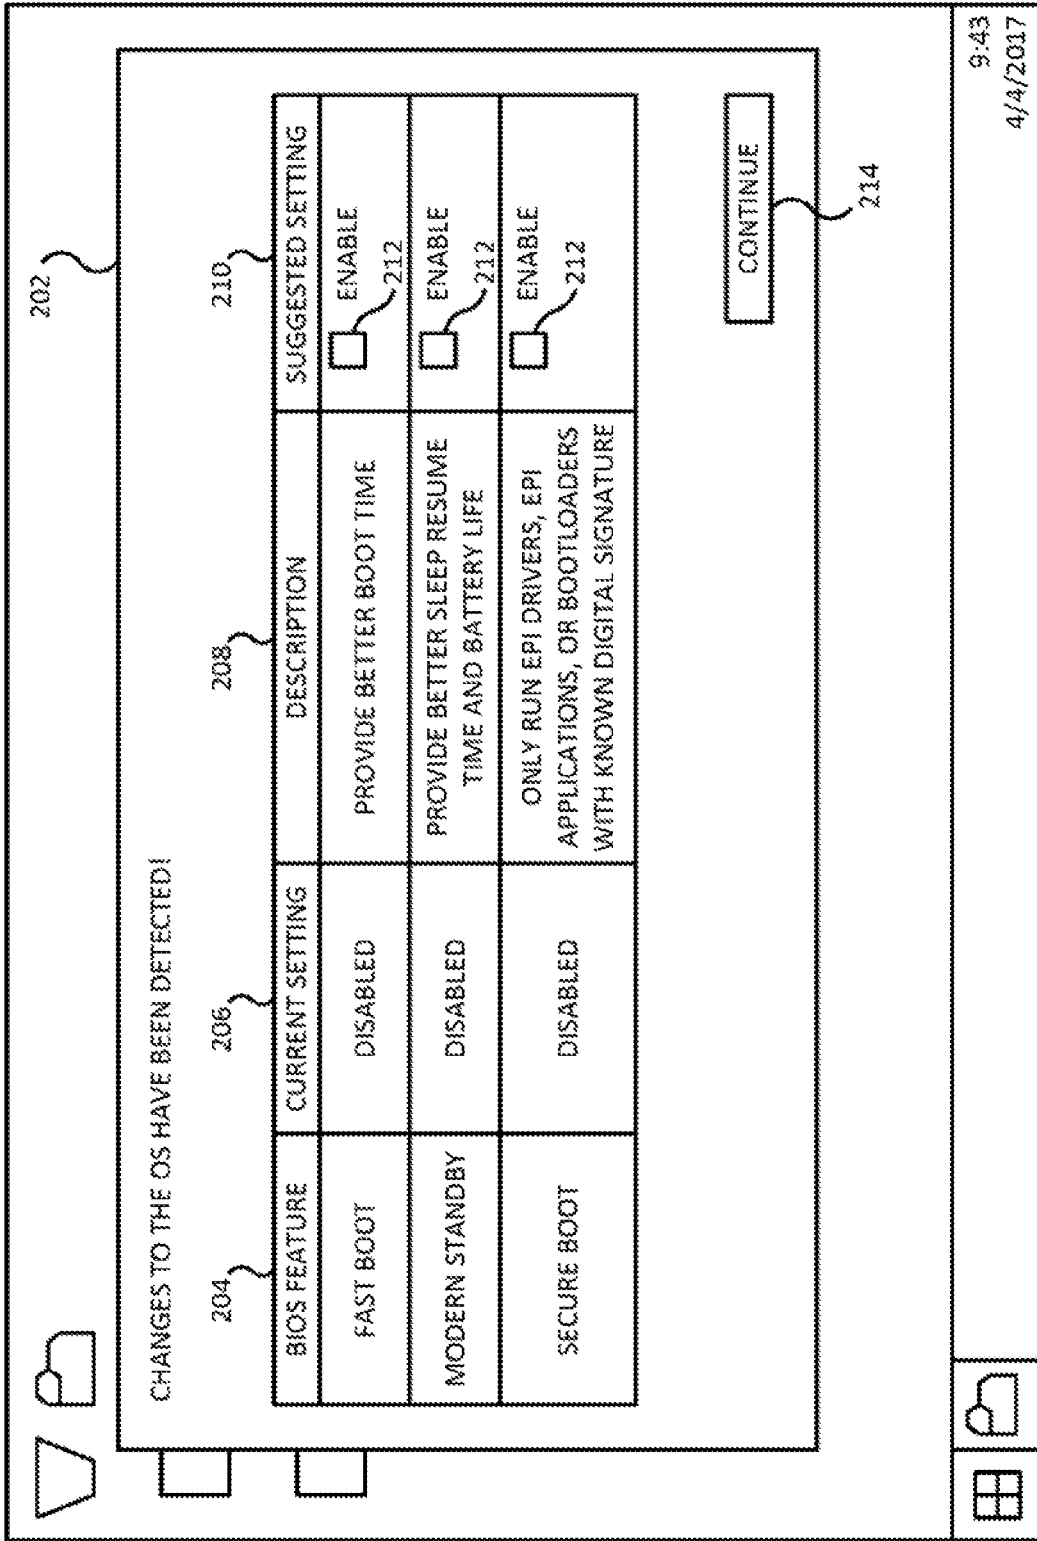 202
CHANGES TO THE OS HAVE BEEN DETECTED!
204
206
208
210
BIOS FEATURE
CURRENT SETTING
DESCRIPTION
SUGGESTED SETTING
FAST BOOT
DISABLED
PROVIDE BETTER BOOT TIME
ENABLE
212
MODERN STANDBY
DISABLED
PROVIDE BETTER SLEEP RESUME
TIME AND BATTERY LIFE
ENABLE
212
SECURE BOOT
DISABLED
ONLY RUN EPI DRIVERS, EPI
APPLICATIONS, OR BOOTLOADERS
WITH KNOWN DIGITAL SIGNATURE
ENABLE
212
CONTINUE
214
9:43
4/4/2017